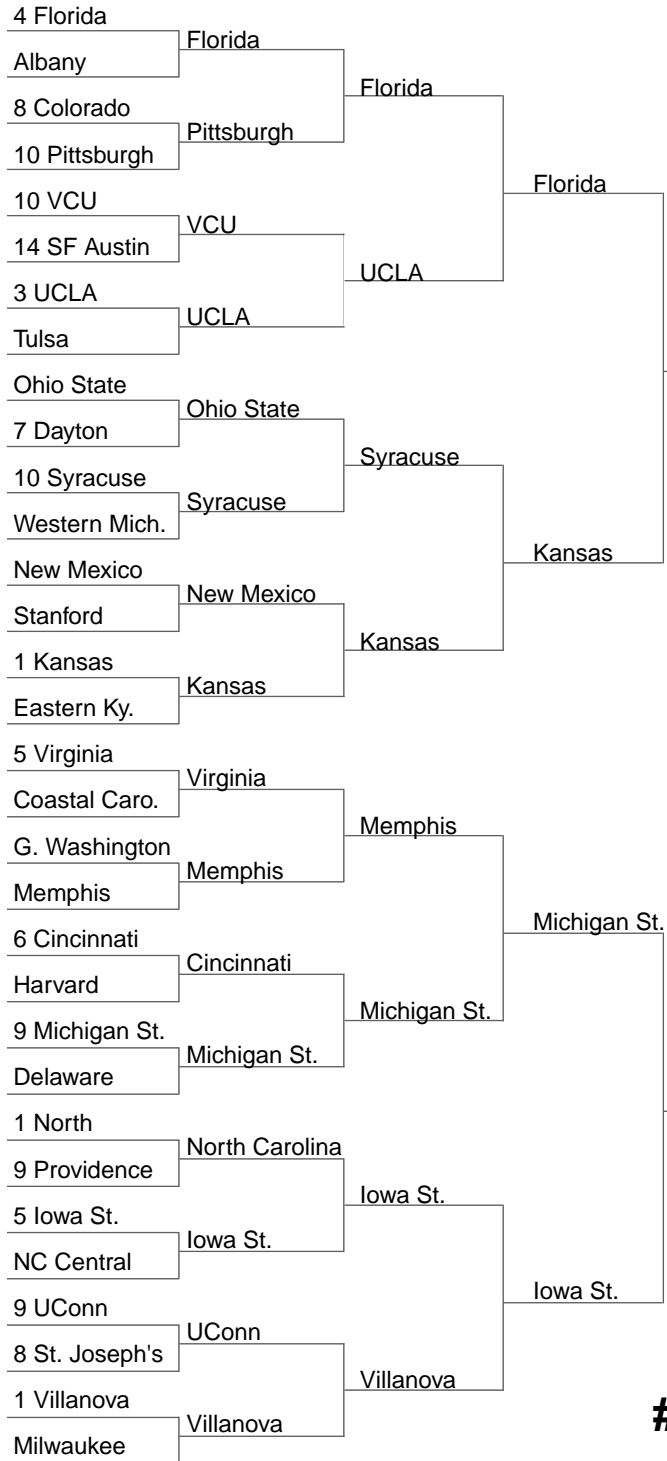 4 Florida
Florida
Albany
Florida
8 Colorado
Pittsburgh
10 Pittsburgh
Florida
10 VCU
VCU
14 SF Austin
UCLA
3 UCLA
UCLA
Tulsa
Ohio State
Ohio State
7 Dayton
Syracuse
10 Syracuse
Syracuse
Western Mich.
Kansas
New Mexico
New Mexico
Stanford
Kansas
1 Kansas
Kansas
Eastern Ky.
5 Virginia
Virginia
Coastal Caro.
Memphis
G. Washington
Memphis
Memphis
Michigan St.
6 Cincinnati
Cincinnati
Harvard
Michigan St.
9 Michigan St.
Michigan St.
Delaware
1 North
North Carolina
9 Providence
Iowa St.
5 Iowa St.
Iowa St.
NC Central
Iowa St.
9 UConn
UConn
8 St. Joseph's
Villanova
1 Villanova
#
Villanova
Milwaukee